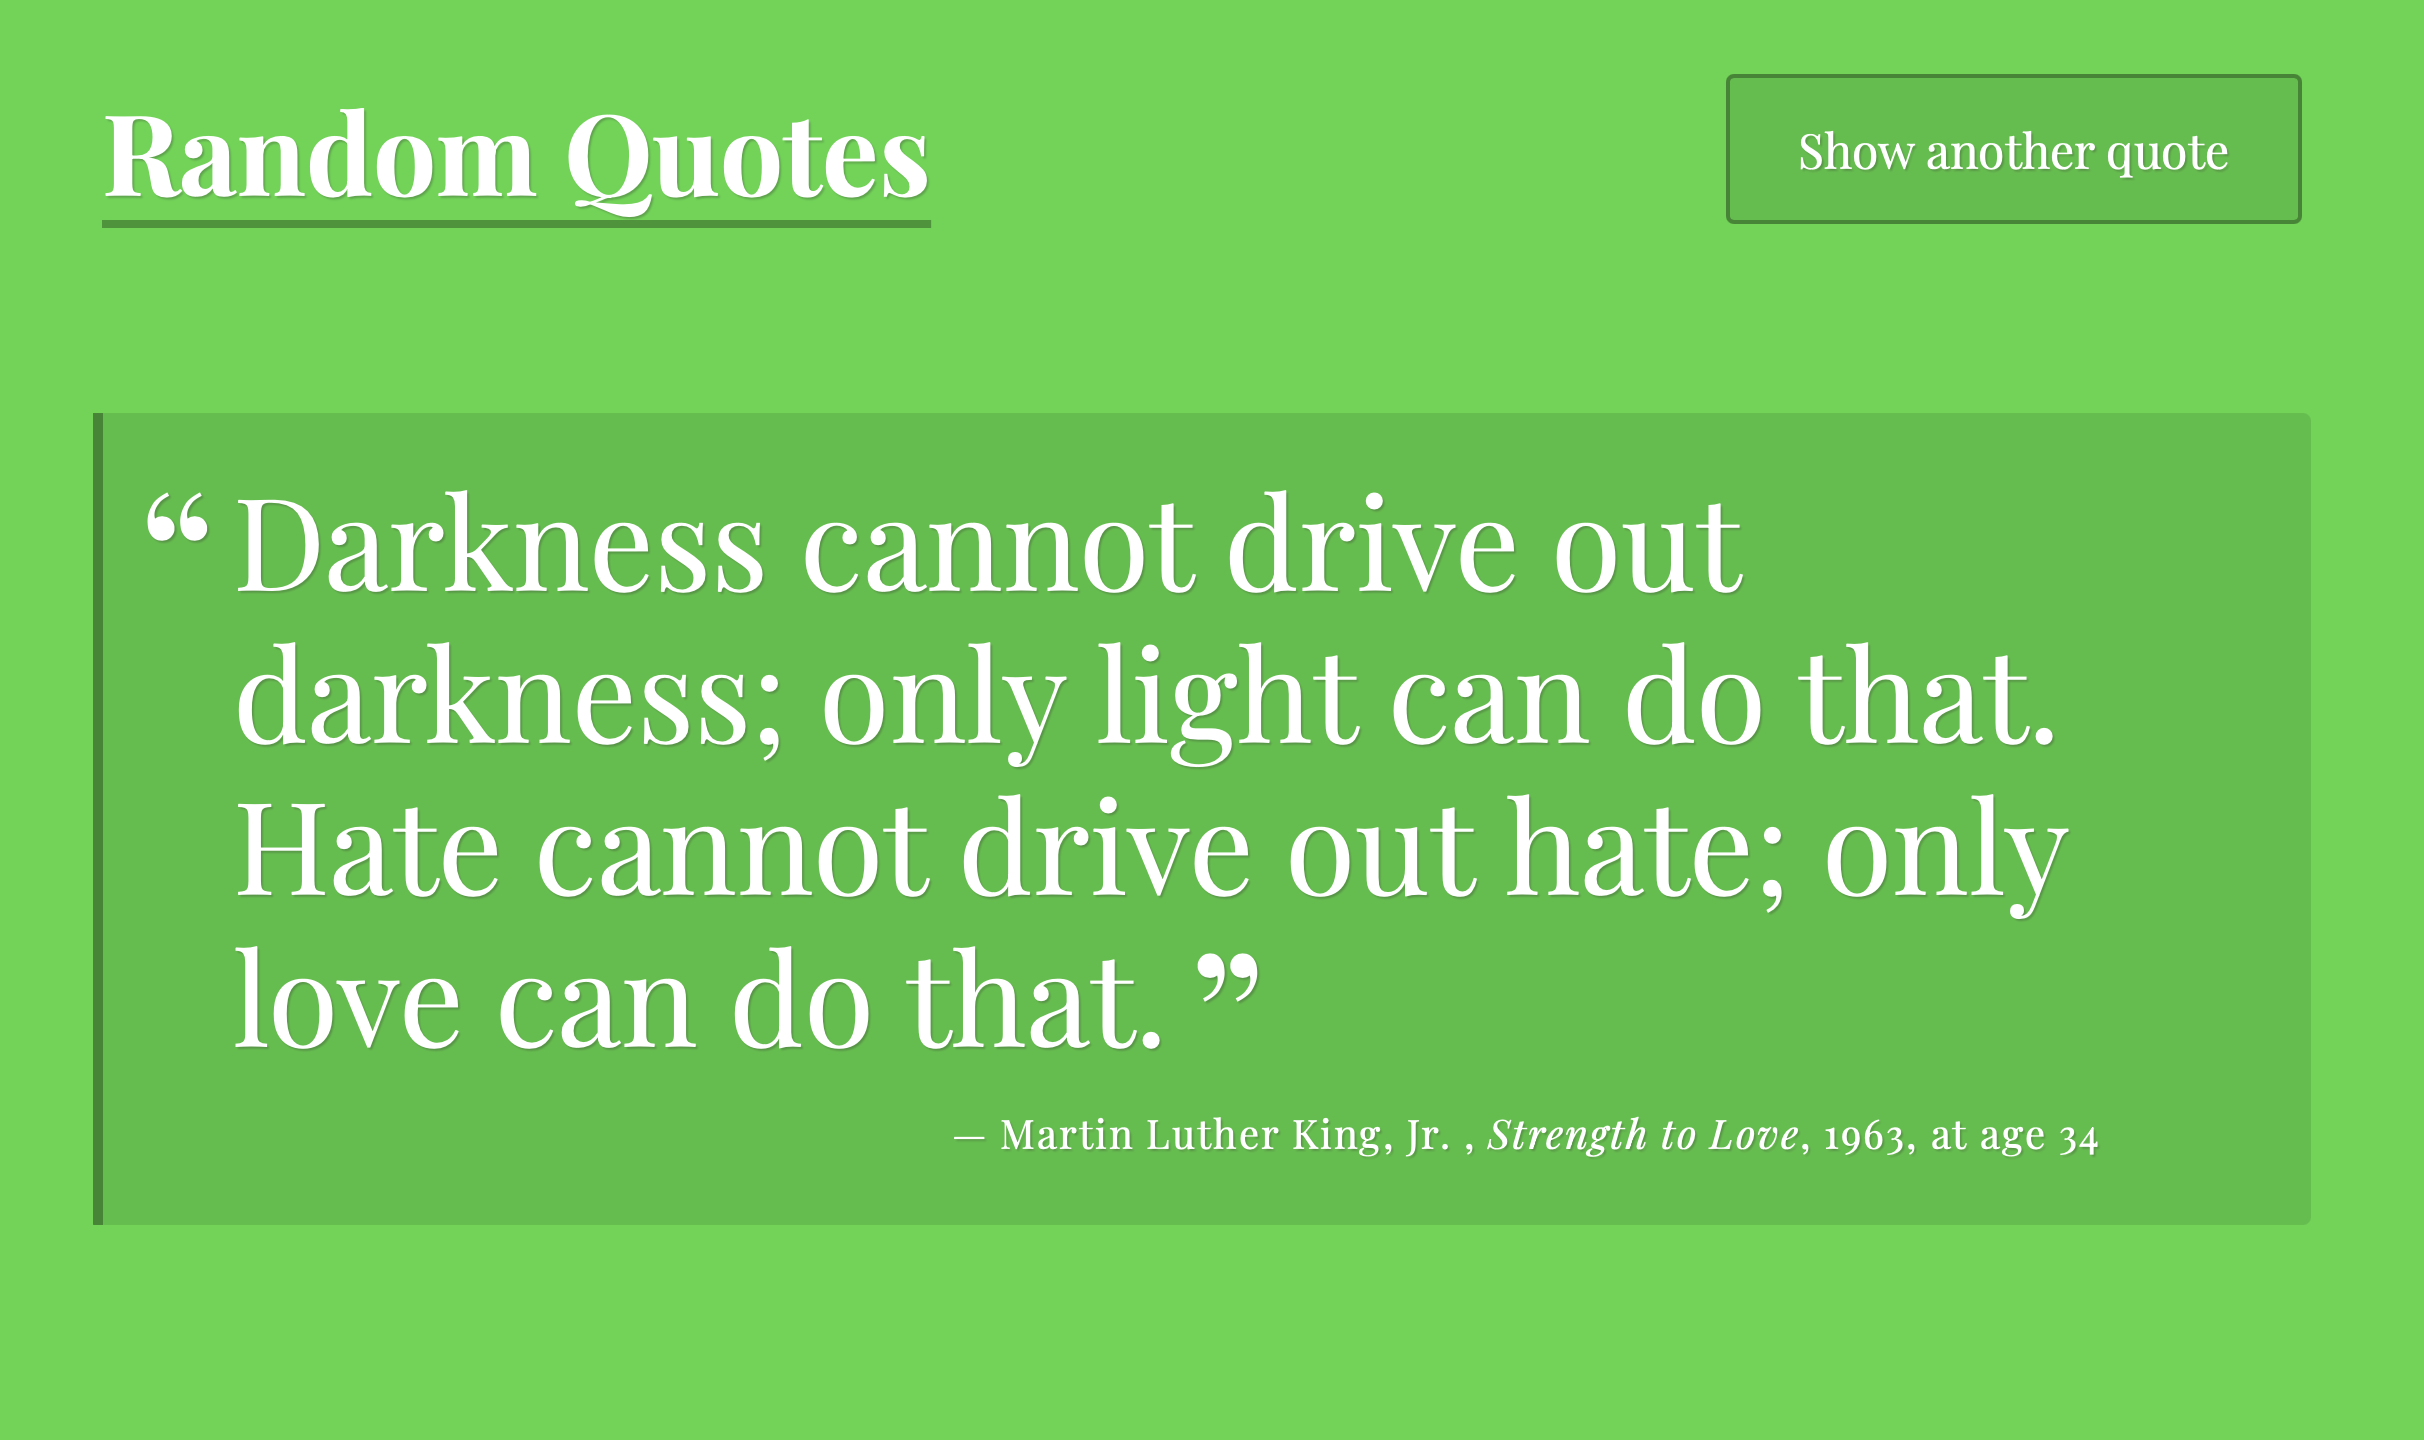 Random Quotes
Show another quote
“ Darkness cannot drive out
darkness; only light can do that.
Hate cannot drive out hate; only
love can do that. ”
— Martin Luther King, Jr. , Strength to Love, 1963, at age 34